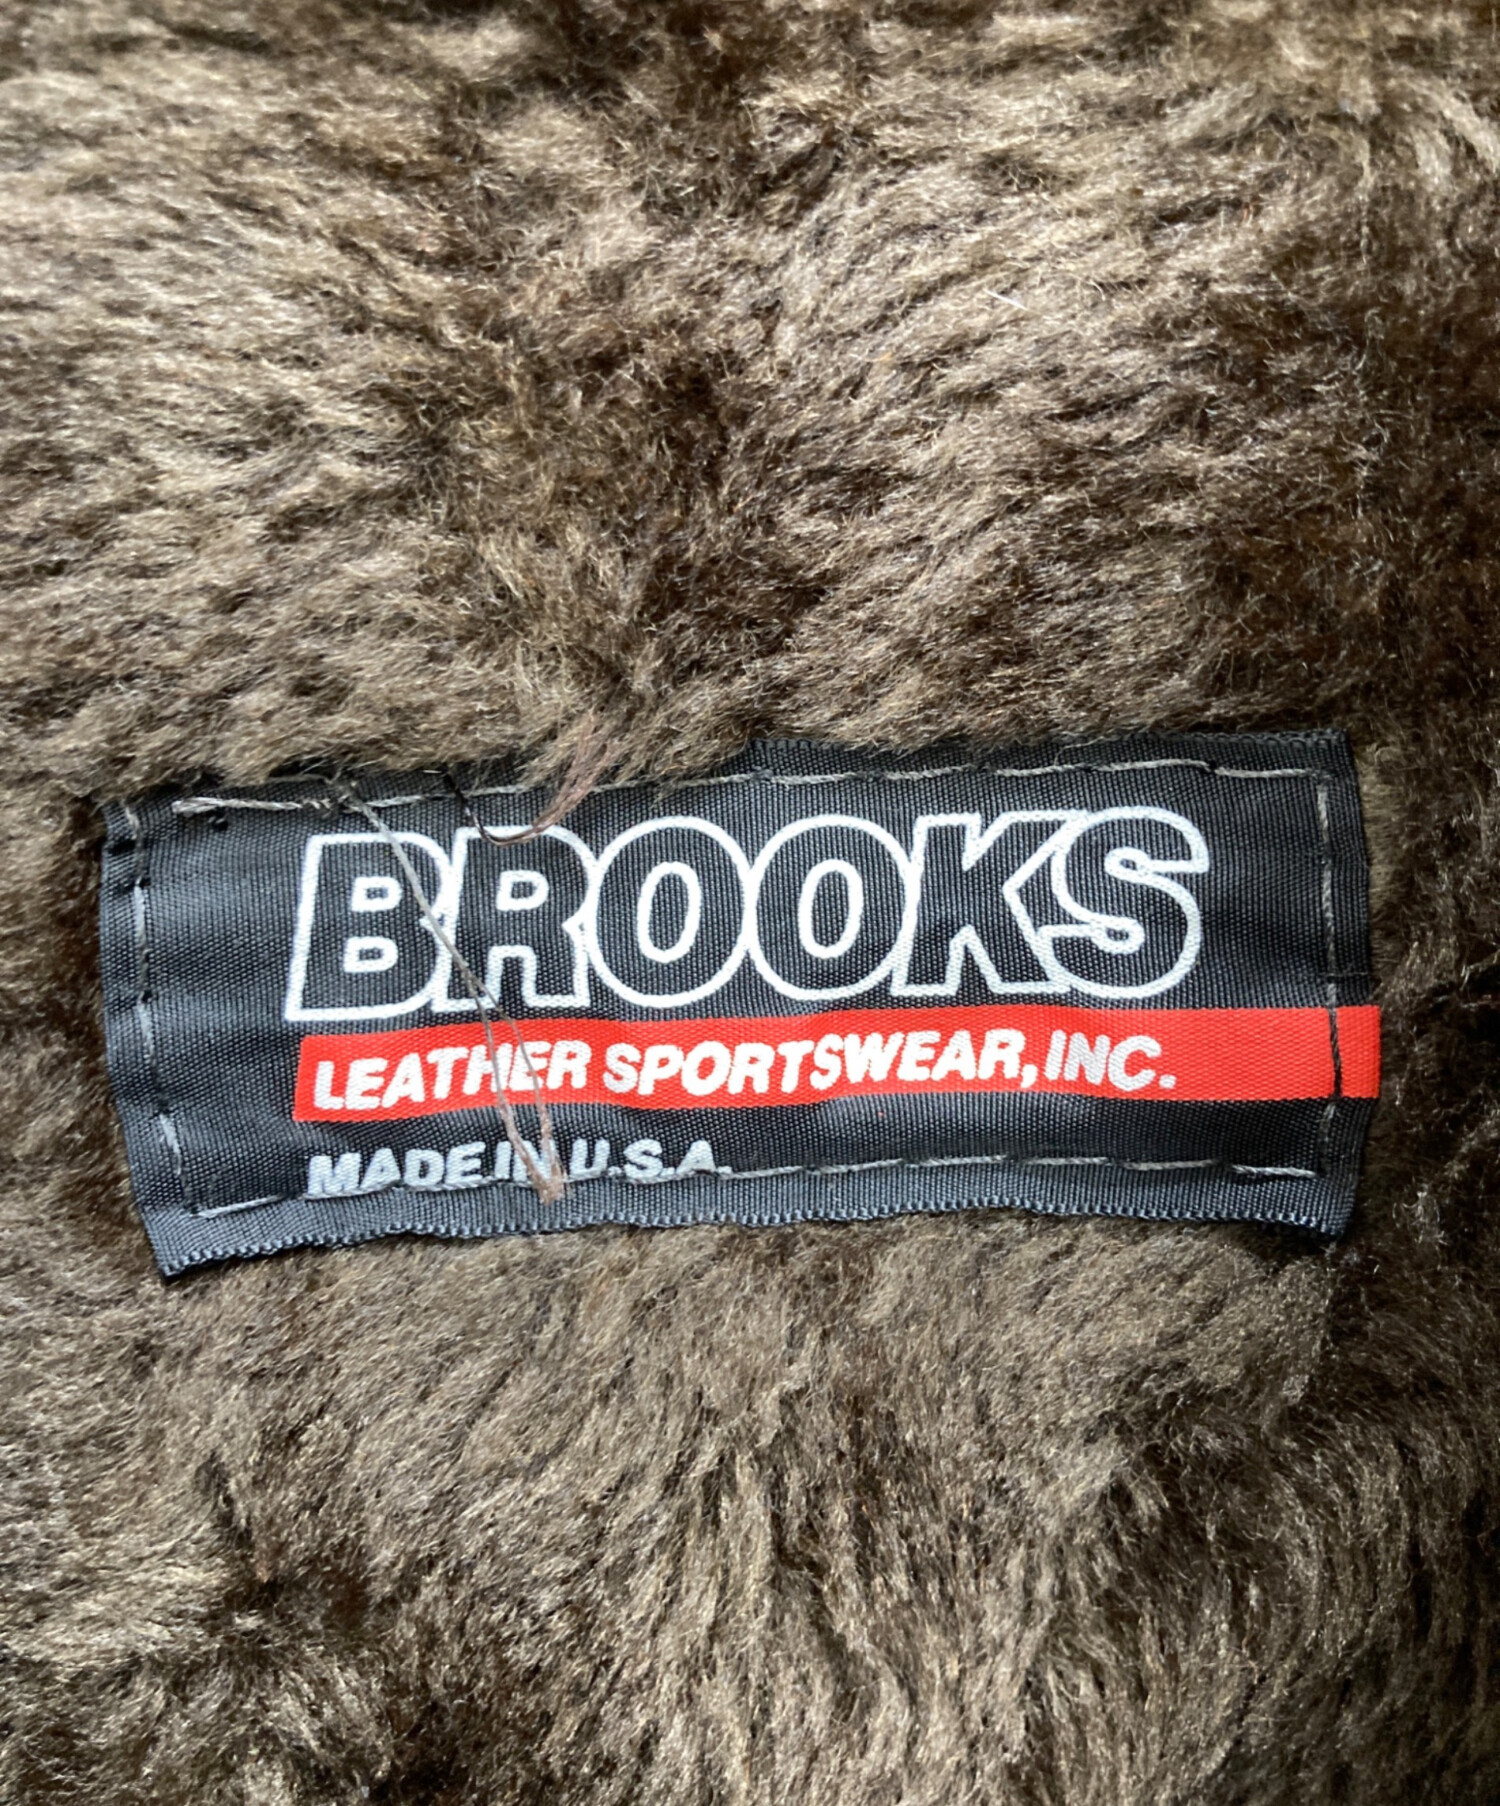 BROOKS
LEATHER SPORTSWEAR, INC.
MADE IN U.S.A.